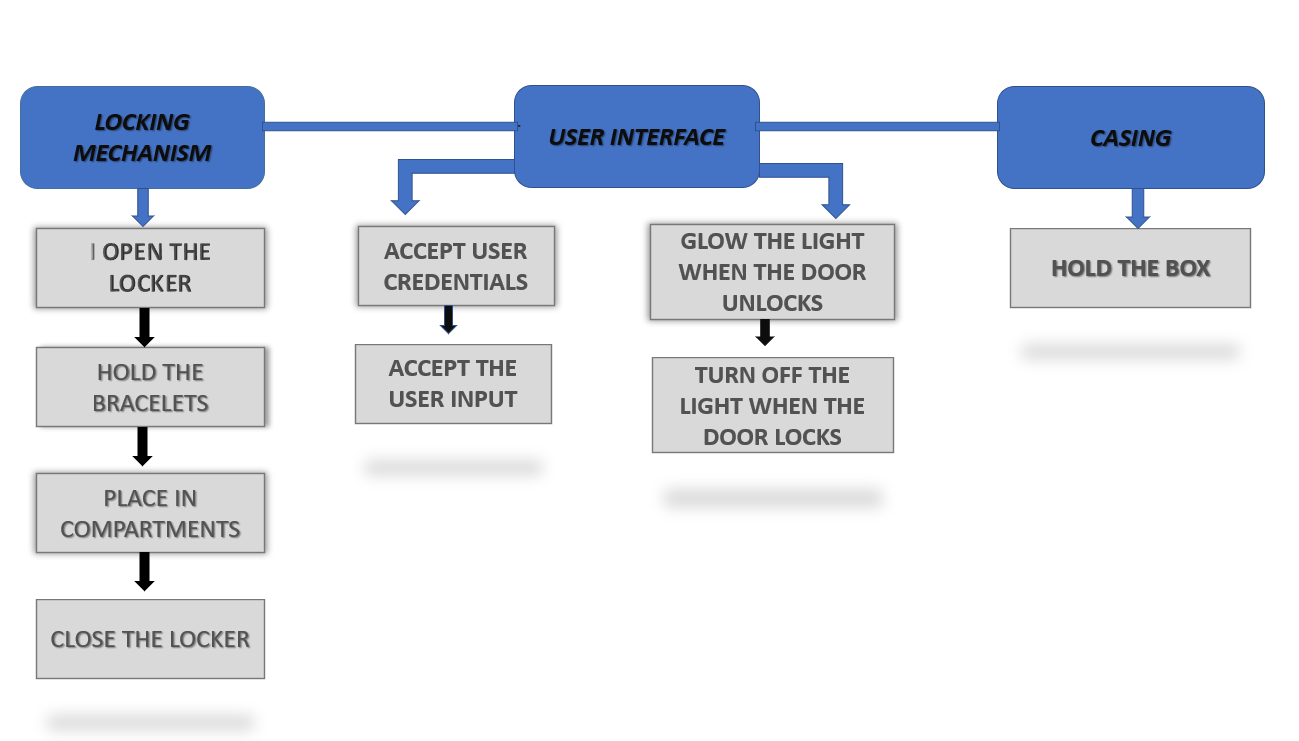 LOCKING
MECHANISM
USER INTERFACE
CASING
I OPEN THE
LOCKER
HOLD THE
BRACELETS
PLACE IN
COMPARTMENTS
CLOSE THE LOCKER
ACCEPT USER
CREDENTIALS
ACCEPT THE
USER INPUT
GLOW THE LIGHT
WHEN THE DOOR
UNLOCKS
TURN OFF THE
LIGHT WHEN THE
DOOR LOCKS
HOLD THE BOX